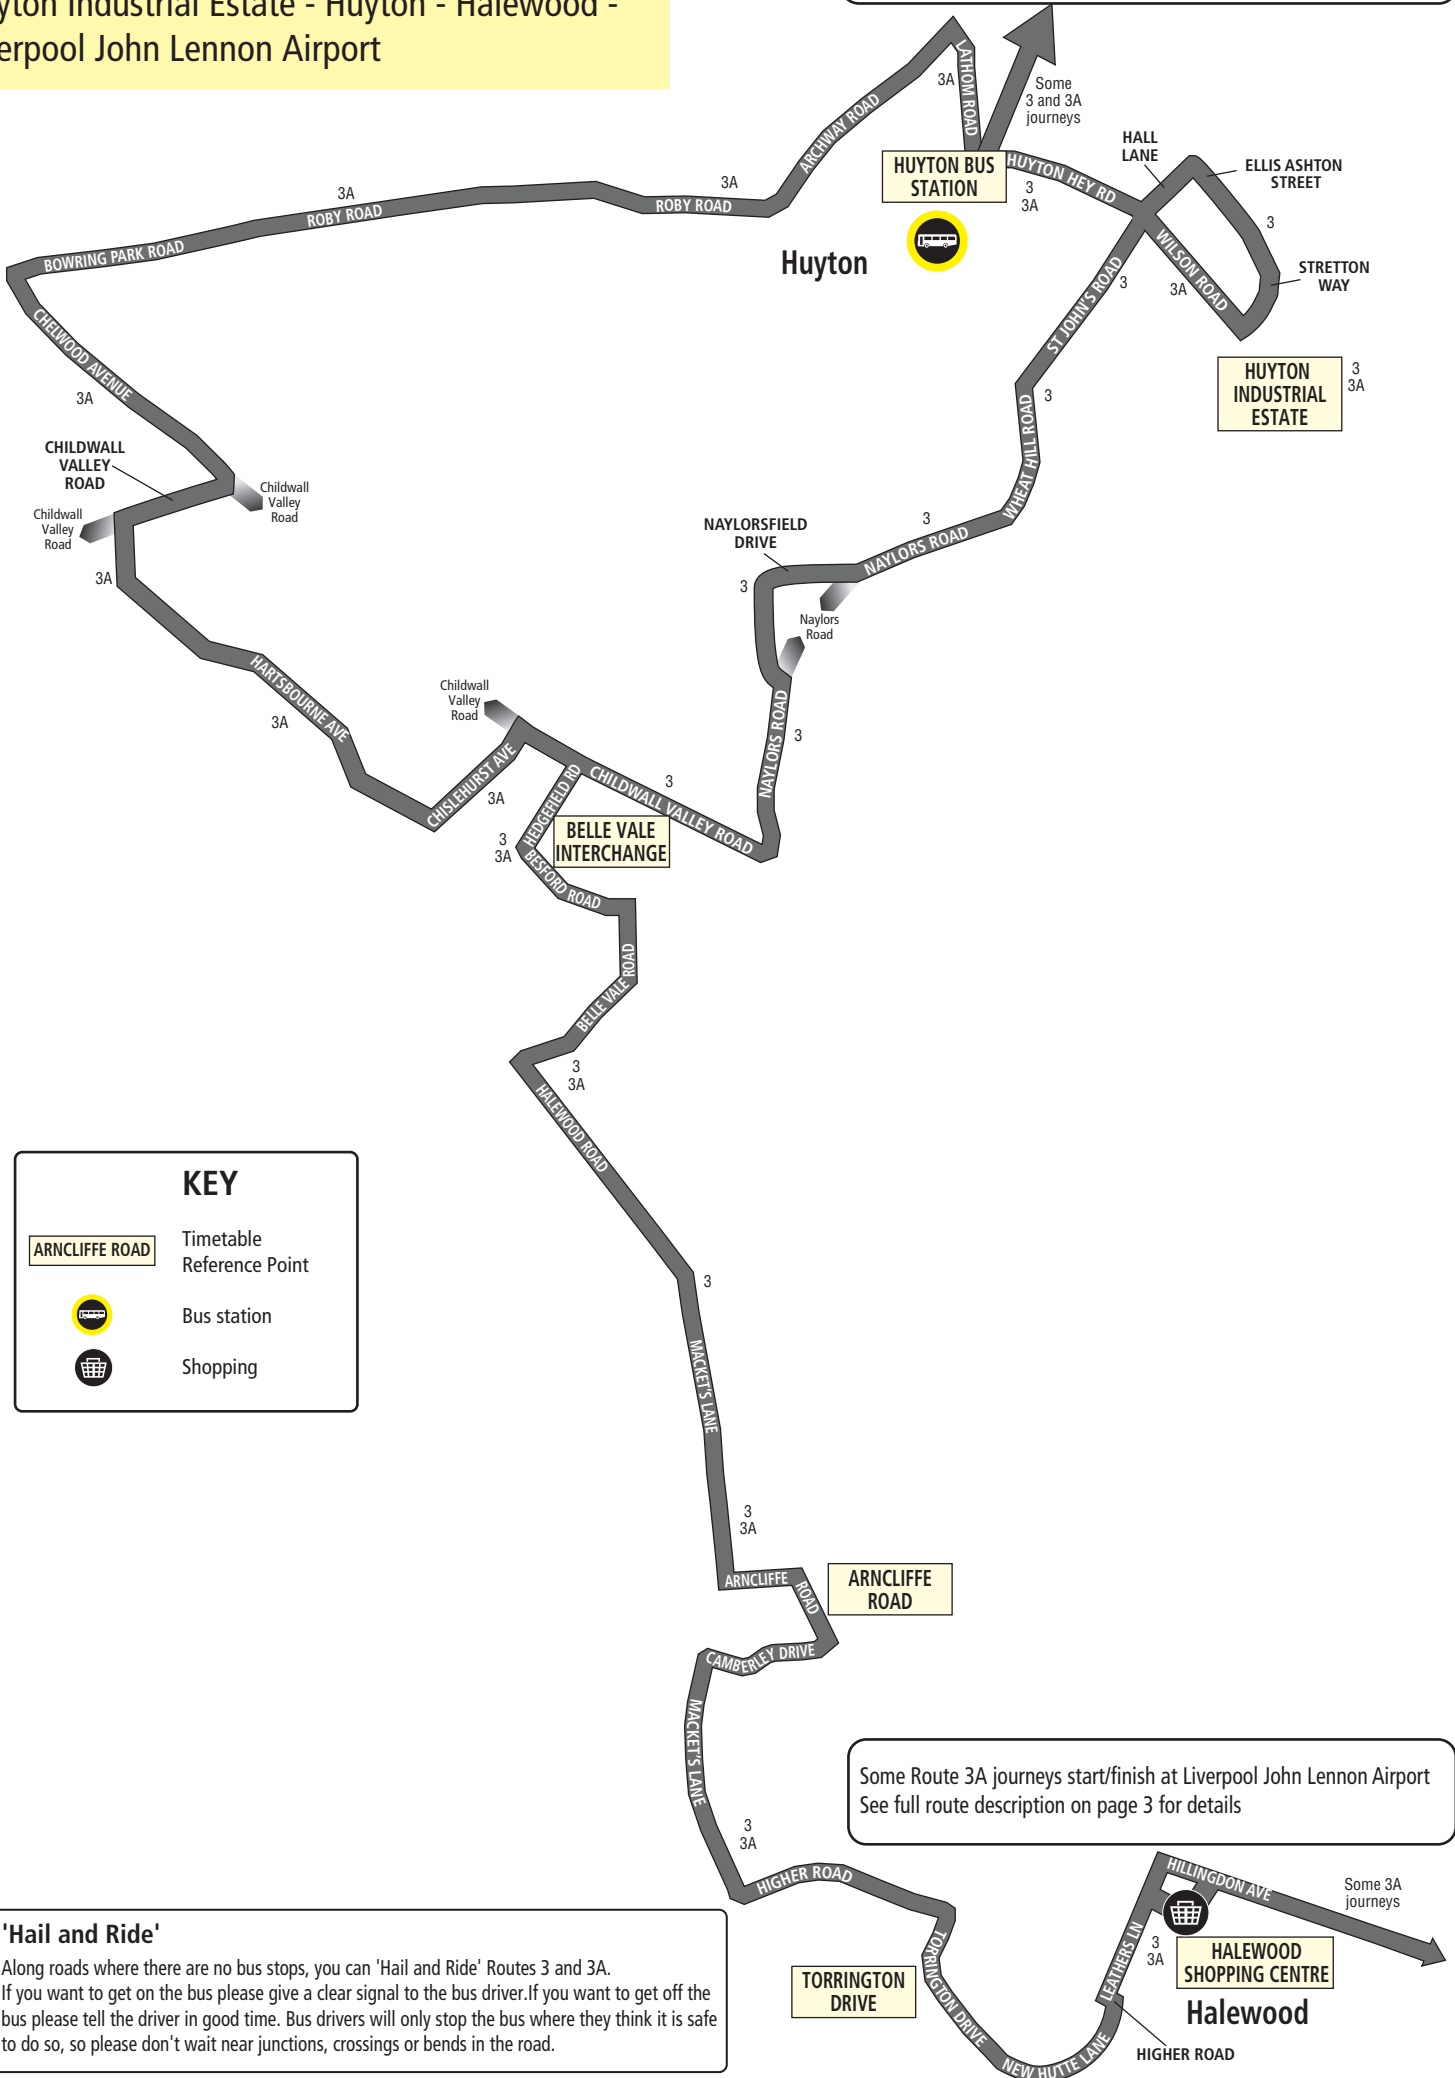 yton Industrial Estate - Huyton - Halewood -
erpool John Lennon Airport
LATHOM ROAD
3A
Some
3 and 3A
journeys
ARCHWAY ROAD
HALL
LANE
ELLIS ASHTON
STREET
HUYTON BUS
STATION
HUYTON HEY RD
3
3A
3A
ROBY ROAD
3A
ROBY ROAD
3
WILSON ROAD
3A
STRETTON
WAY
BOWRING PARK ROAD
Huyton
ST JOHN'S ROAD
3
CHELWOOD AVENUE
3A
HUYTON
INDUSTRIAL
ESTATE
3
3A
3
WHEAT HILL ROAD
CHILDWALL
VALLEY
ROAD
Childwall
Valley
Road
Childwall
Valley
Road
3A
NAYLORSFIELD
DRIVE
3
NAYLORS ROAD
3
Naylors
Road
HARTSBOURNE AVE
3A
Childwall
Valley
Road
NAYLORS ROAD
3
CHISLEHURST AVE
3A
HEDGEFIELD RD
CHILDWALL VALLEY ROAD
3
3
3A
BELLE VALE
INTERCHANGE
BESFORD ROAD
BELLE VALE ROAD
3
3A
HALEWOOD ROAD
KEY
ARNCLIFFE ROAD
Timetable
Reference Point
Bus station
Shopping
3
MACKET'S LANE
3
3A
ARNCLIFFE ROAD
ARNCLIFFE
ROAD
CAMBERLEY DRIVE
MACKET'S LANE
3
3A
Some Route 3A journeys start/finish at Liverpool John Lennon Airport
See full route description on page 3 for details
HIGHER ROAD
HILLINGDON AVE
Some 3A
journeys
TORRINGTON DRIVE
TORRINGTON
DRIVE
LEATHERS LN
3
3A
HALEWOOD
SHOPPING CENTRE
Halewood
NEW HUTTE LANE
HIGHER ROAD
'Hail and Ride'
Along roads where there are no bus stops, you can 'Hail and Ride' Routes 3 and 3A.
If you want to get on the bus please give a clear signal to the bus driver.If you want to get off the
bus please tell the driver in good time. Bus drivers will only stop the bus where they think it is safe
to do so, so please don't wait near junctions, crossings or bends in the road.